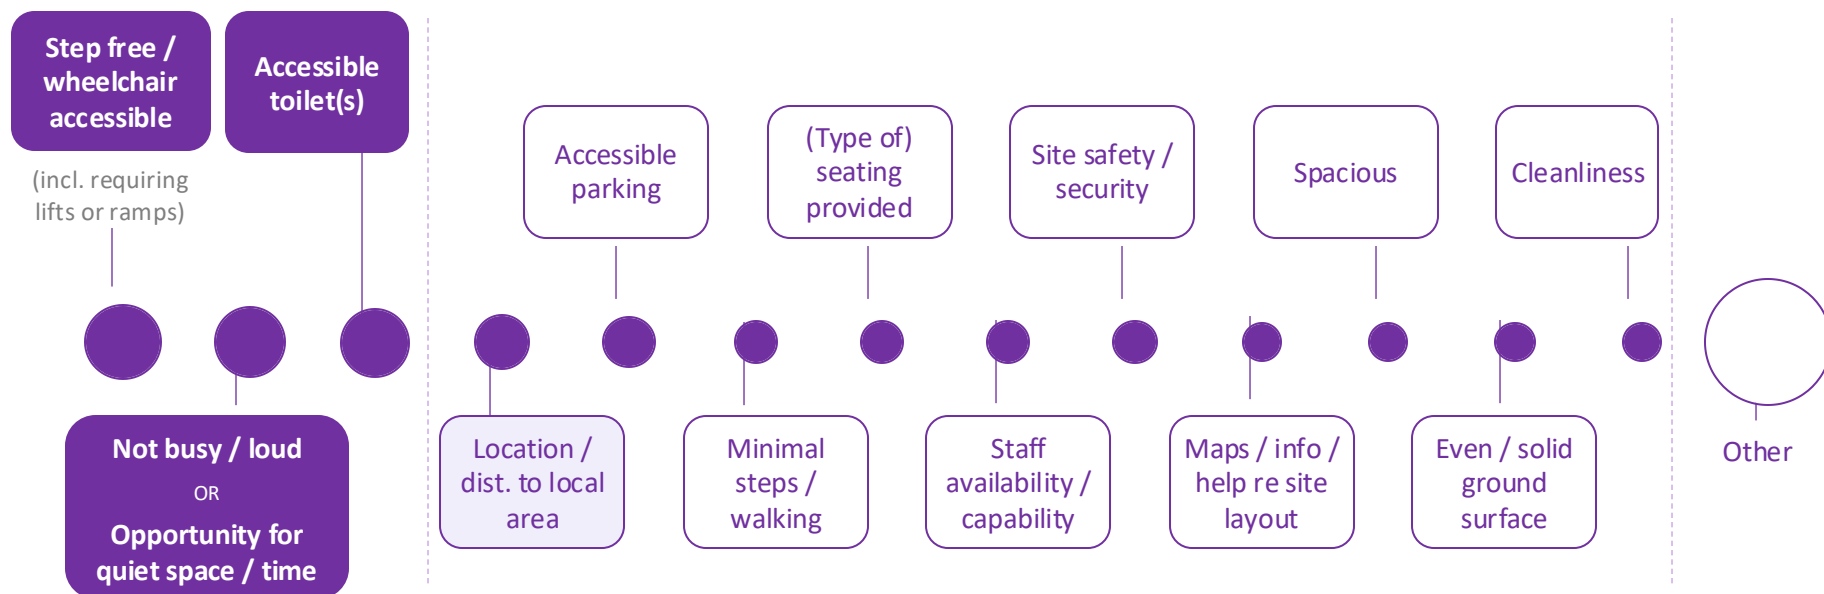 Step free /
wheelchair
accessible
(incl. requiring
lifts or ramps)
Accessible
toilet(s)
Not busy / loud
OR
Opportunity for
quiet space / time
Accessible
parking
(Type of)
seating
provided
Site safety /
security
Spacious
Cleanliness
Location /
dist. to local
area
Minimal
steps /
walking
Staff
availability /
capability
Maps / info /
help re site
layout
Even / solid
ground
surface
Other